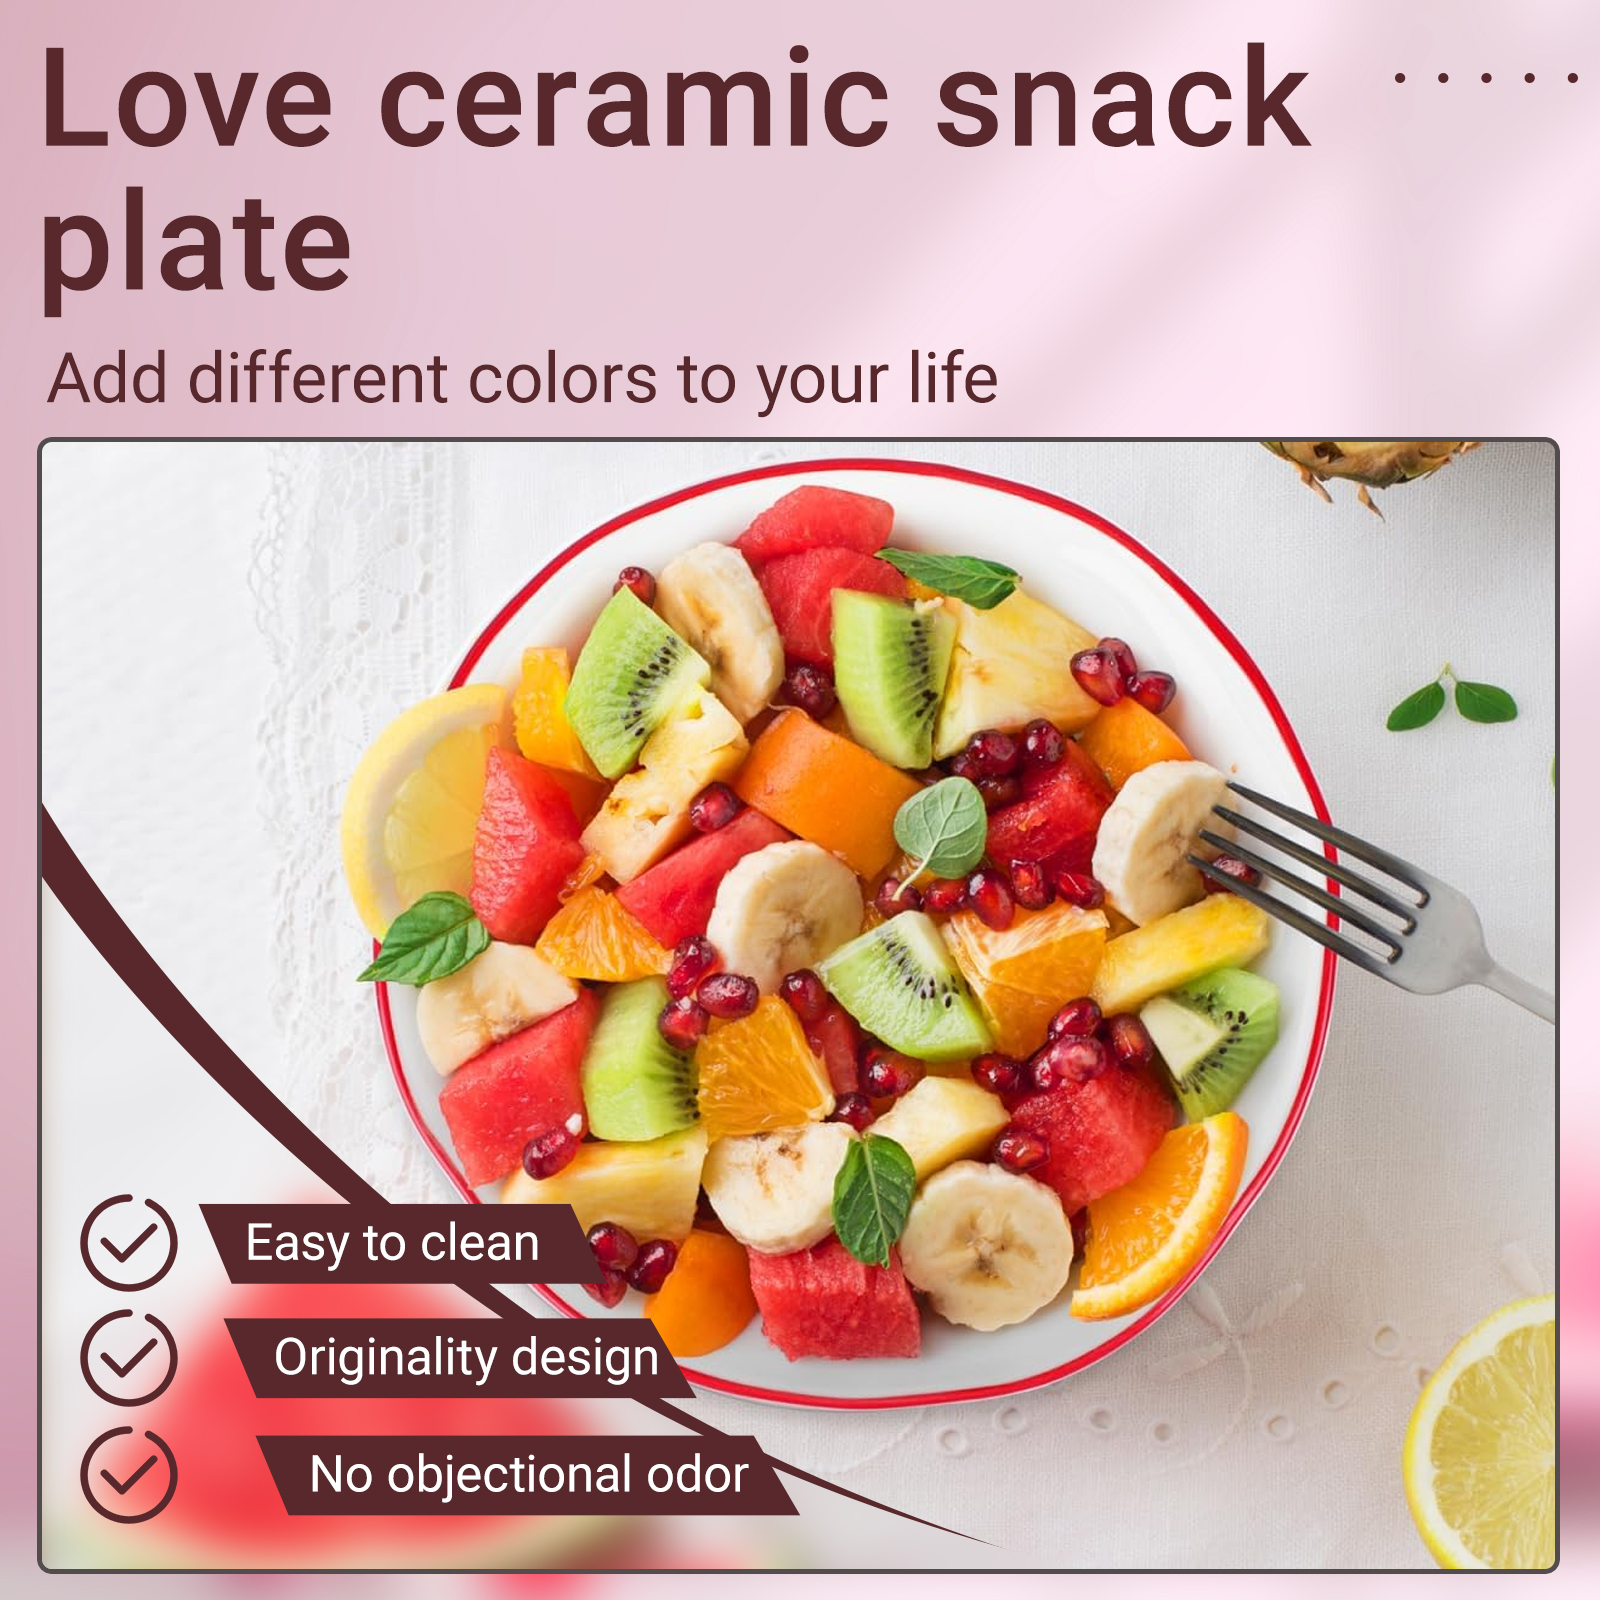 Love ceramic snack
plate
Add different colors to your life
Easy to clean
Originality design
No objectional odor